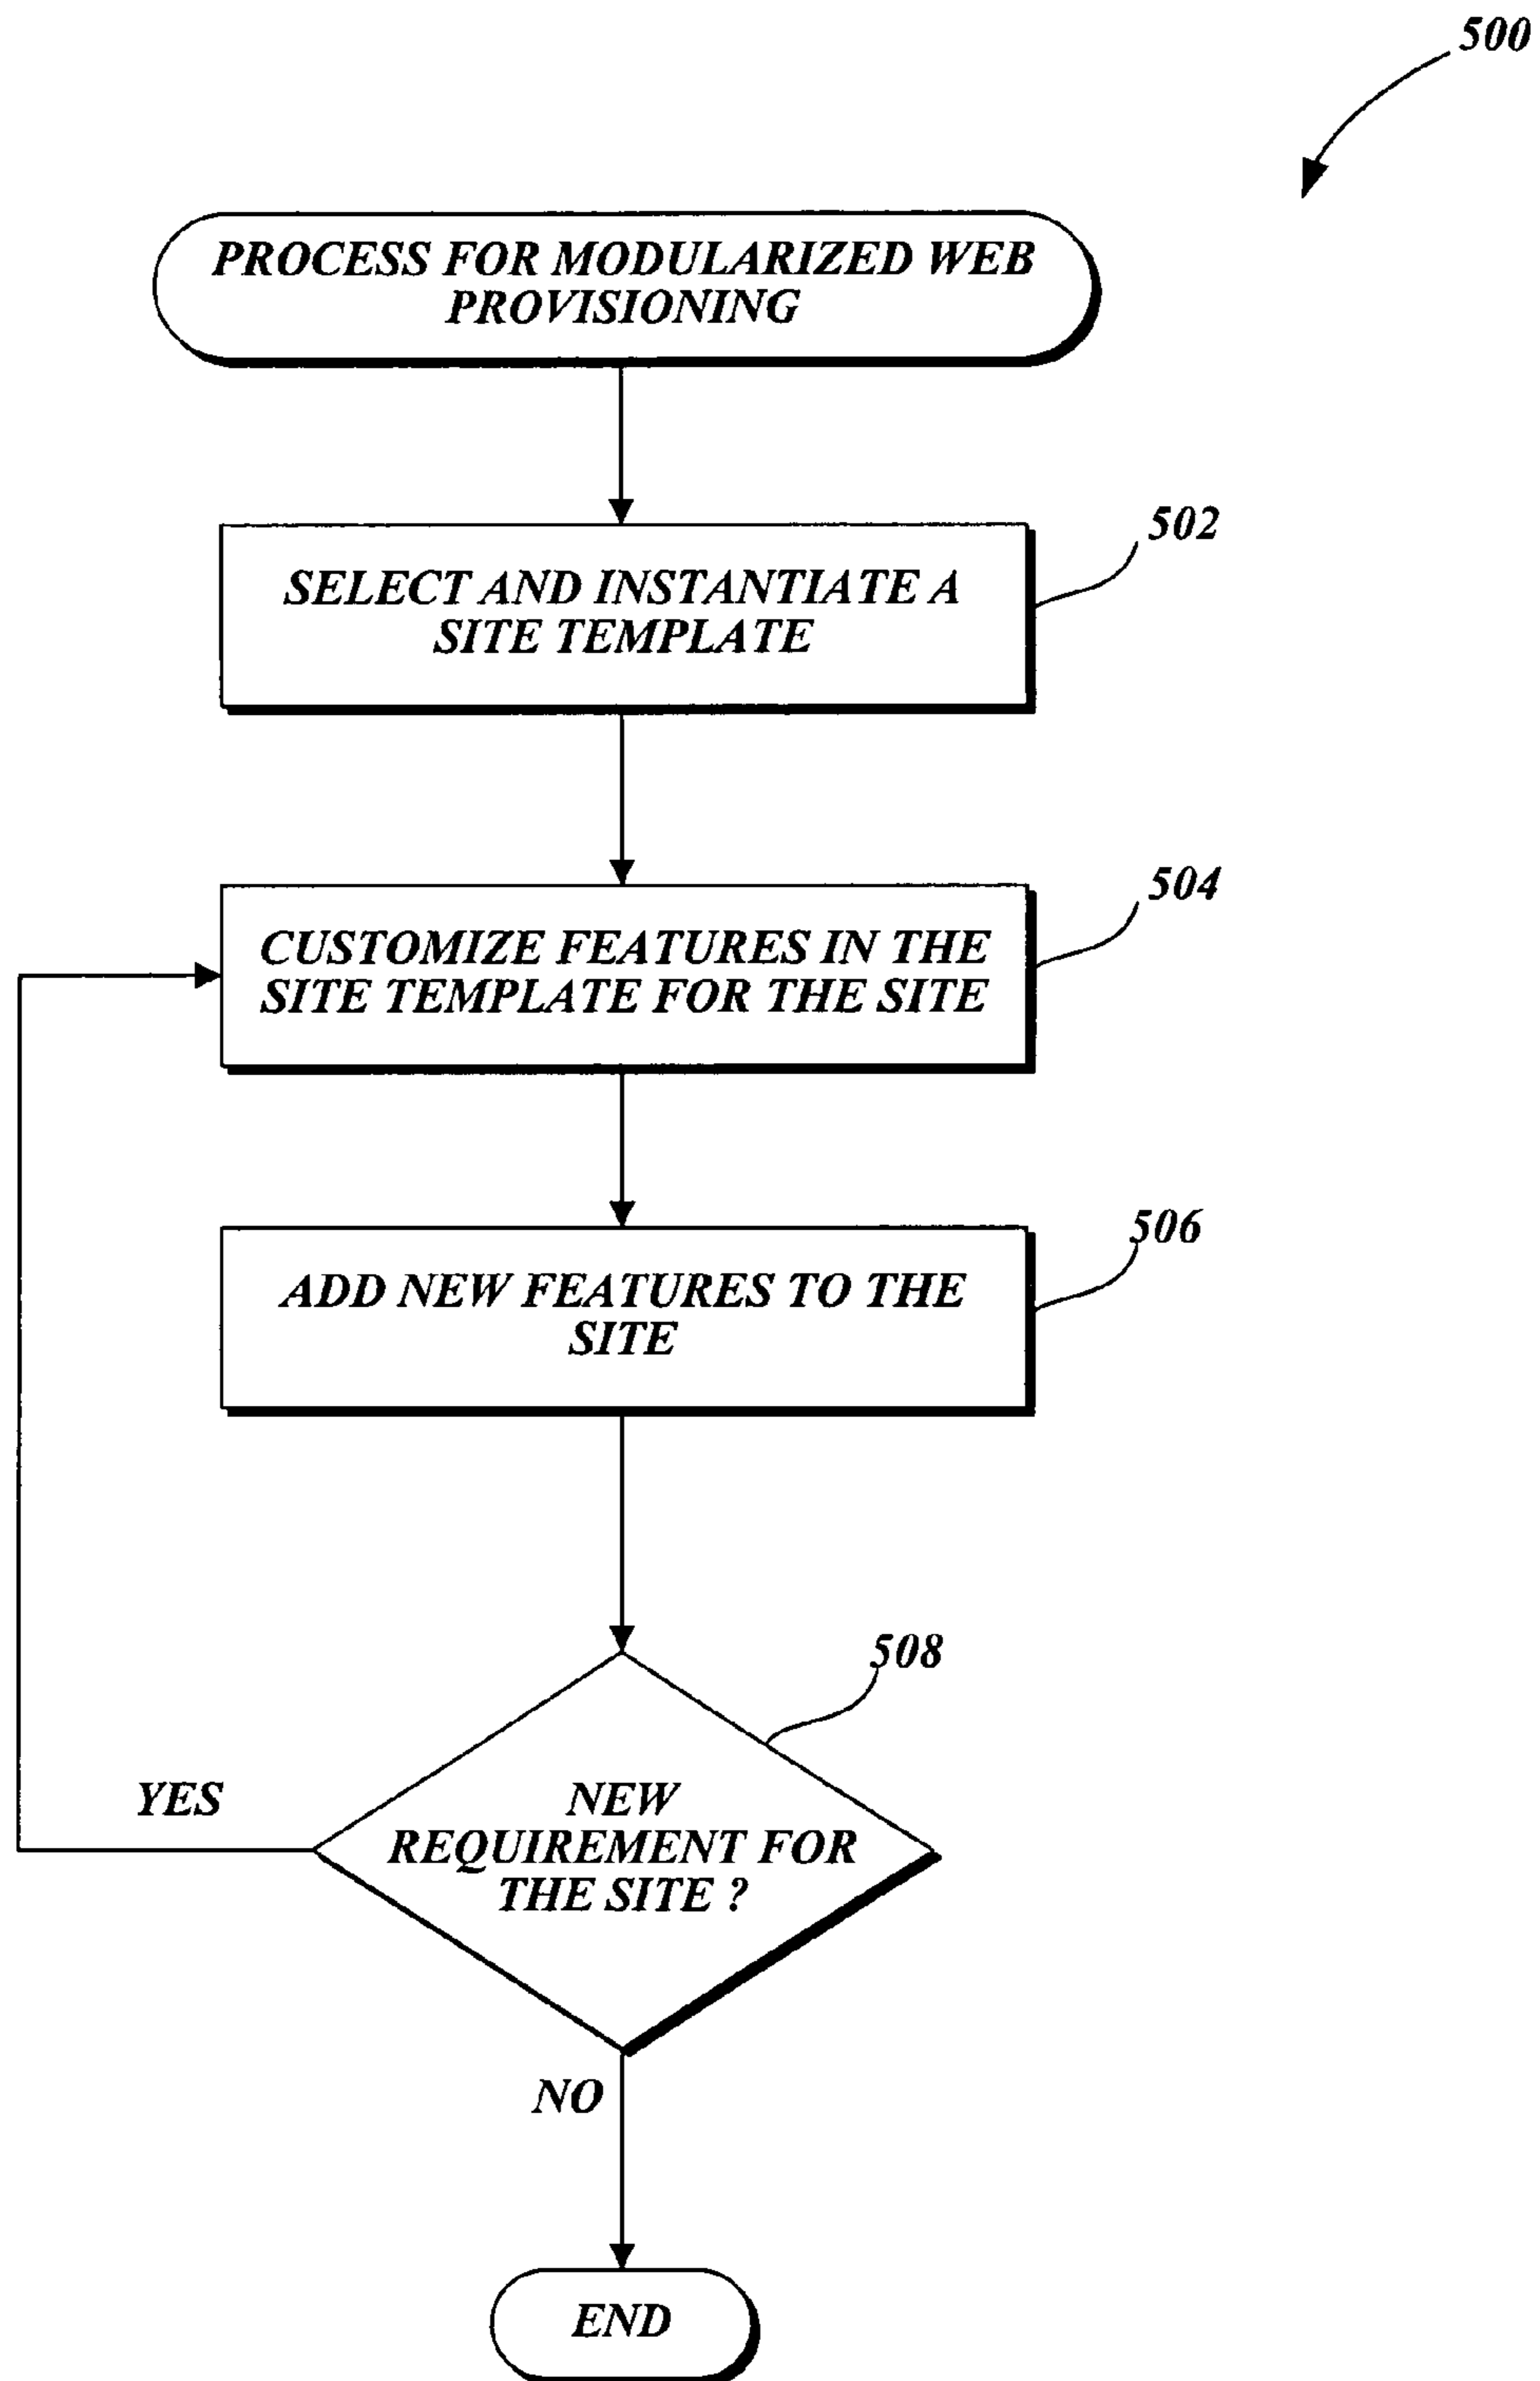 500
PROCESS FOR MODULARIZED WEB
PROVISIONING
502
SELECT AND INSTANTIATE A
SITE TEMPLATE
504
CUSTOMIZE FEATURES IN THE
SITE TEMPLATE FOR THE SITE
506
ADD NEW FEATURES TO THE
SITE
508
YES
NEW
REQUIREMENT FOR
THE SITE ?
NO
END